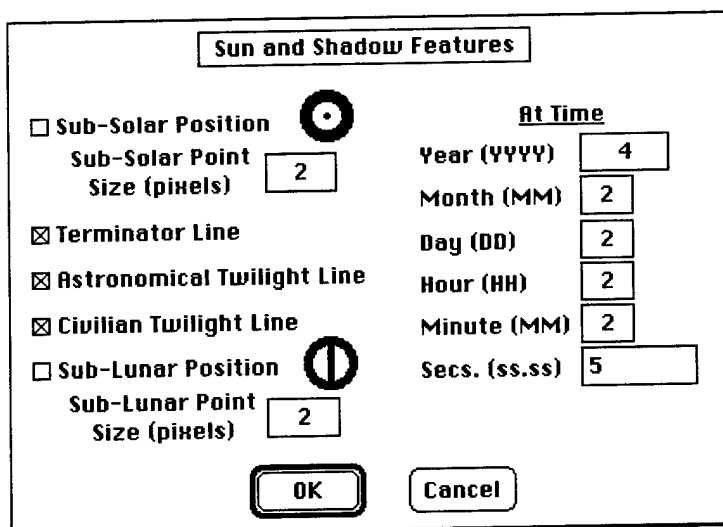 Sun and Shadow Features
Sub-Solar Position
Sub-Solar Point
Size (pixels) 2
Terminator Line
Astronomical Twilight Line
Civilian Twilight Line
Sub-Lunar Position
Sub-Lunar Point
Size (pixels) 2
At Time
Year (YYYY) 4
Month (MM) 2
Day (DD) 2
Hour (HH) 2
Minute (MM) 2
Secs. (ss.ss) 5
OK
Cancel